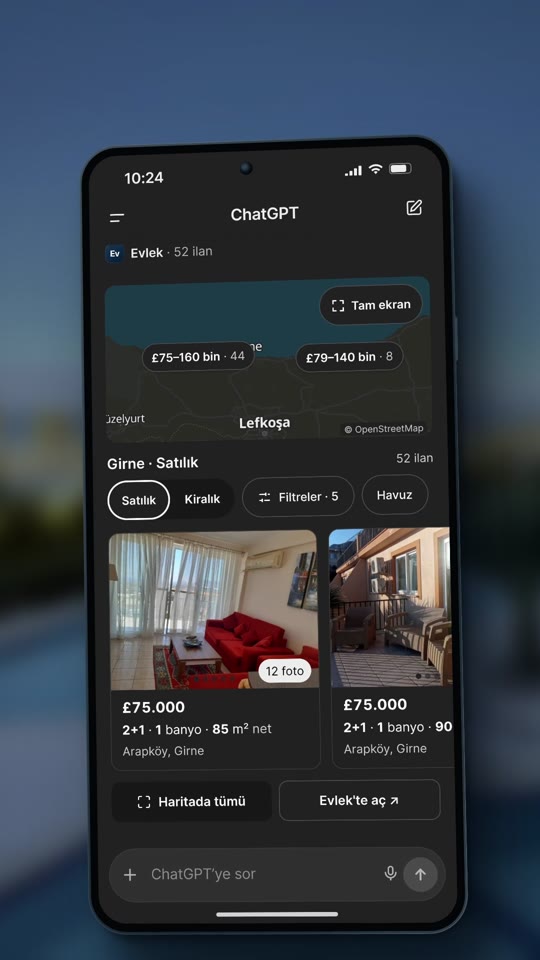 10:24
ChatGPT
Ev Evlek · 52 ilan
Tam ekran
£75–160 bin · 44
ne
£79–140 bin · 8
üzelyurt
Lefkoşa
© OpenStreetMap
Girne · Satılık
52 ilan
Satılık
Kiralık
Filtreler · 5
Havuz
12 foto
£75.000
2+1 · 1 banyo · 85 m² net
Arapköy, Girne
£75.000
2+1 · 1 banyo · 90
Arapköy, Girne
Haritada tümü
Evlek'te aç ↗
ChatGPT'ye sor